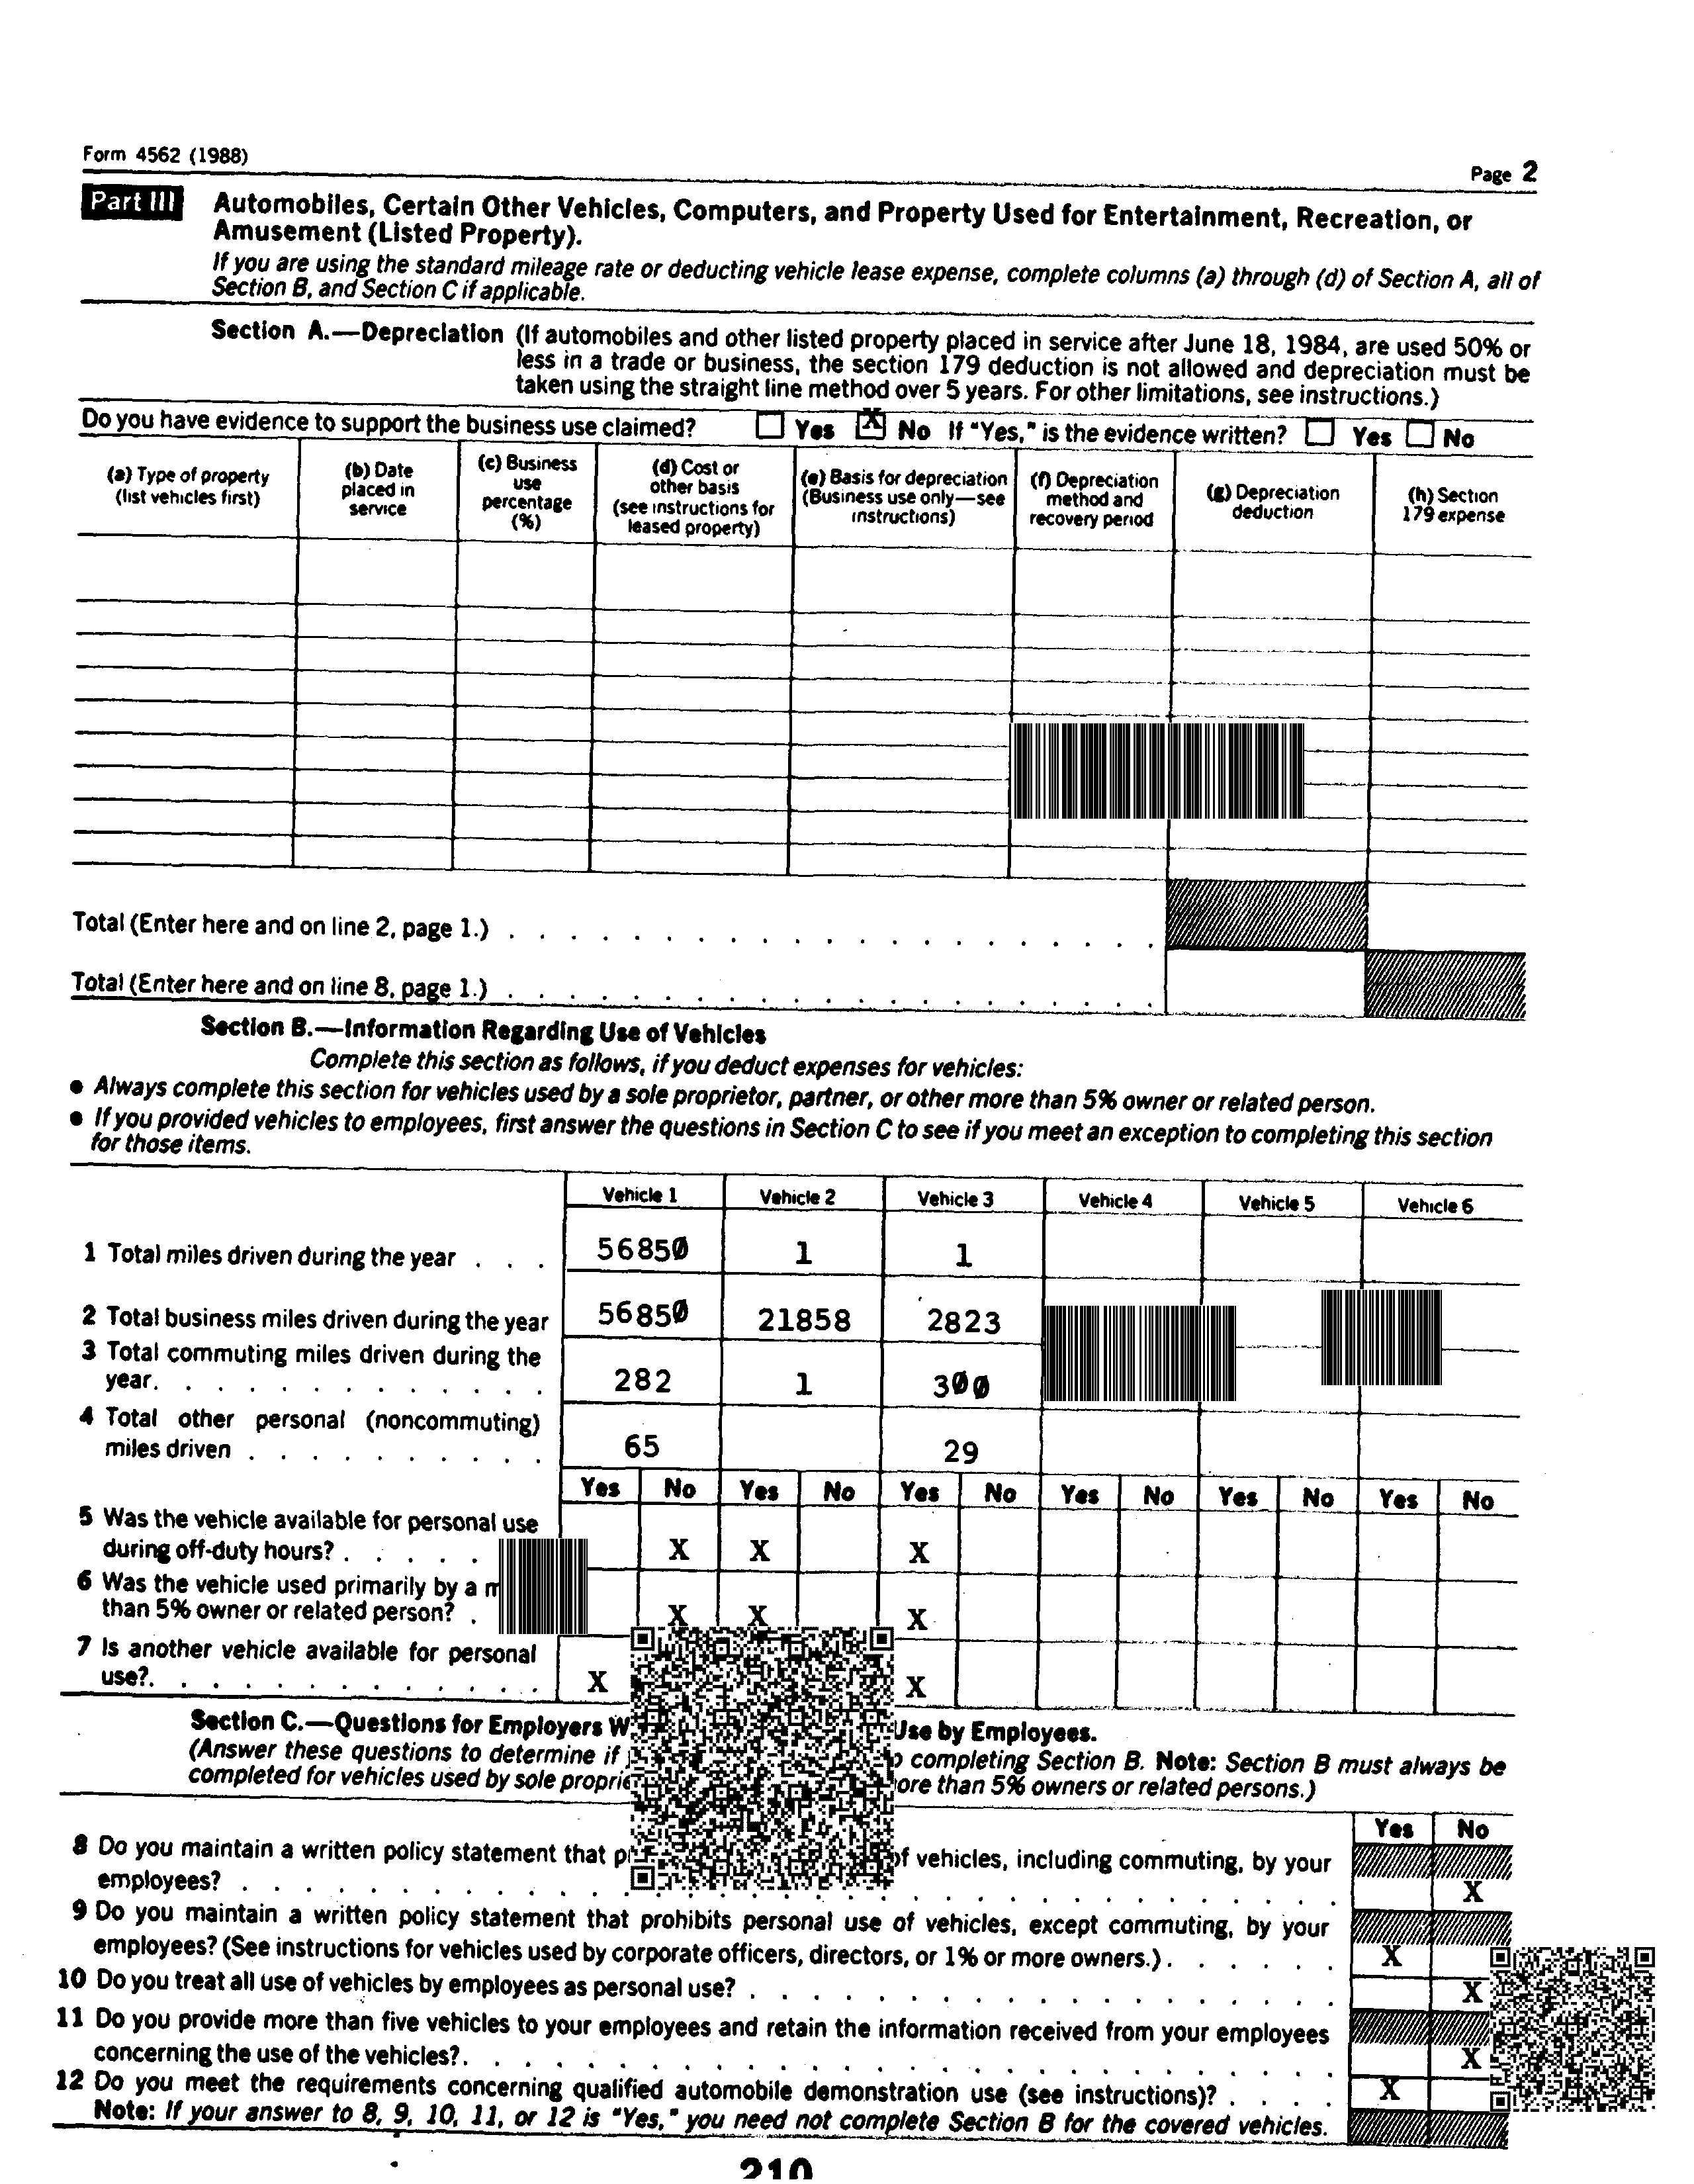 Form 4562 (1988)
Page 2
Part III Automobiles, Certain Other Vehicles, Computers, and Property Used for Entertainment, Recreation, or
Amusement (Listed Property).
If you are using the standard mileage rate or deducting vehicle lease expense, complete columns (a) through (d) of Section A, all of
Section B, and Section C if applicable.
Section A.—Depreciation (If automobiles and other listed property placed in service after June 18, 1984, are used 50% or
less in a trade or business, the section 179 deduction is not allowed and depreciation must be
taken using the straight line method over 5 years. For other limitations, see instructions.)
Do you have evidence to support the business use claimed? Yes X No If "Yes," is the evidence written? Yes No
(a) Type of property
(list vehicles first)
(b) Date
placed in
service
(c) Business
use
percentage
(%)
(d) Cost or
other basis
(see instructions for
leased property)
(e) Basis for depreciation
(Business use only—see
instructions)
(f) Depreciation
method and
recovery period
(g) Depreciation
deduction
(h) Section
179 expense
Total (Enter here and on line 2, page 1.)
Total (Enter here and on line 8, page 1.)
Section B.—Information Regarding Use of Vehicles
Complete this section as follows, if you deduct expenses for vehicles:
● Always complete this section for vehicles used by a sole proprietor, partner, or other more than 5% owner or related person.
● If you provided vehicles to employees, first answer the questions in Section C to see if you meet an exception to completing this section
for those items.
Vehicle 1 Vehicle 2 Vehicle 3 Vehicle 4 Vehicle 5 Vehicle 6
1 Total miles driven during the year . . . 56850 1 1
2 Total business miles driven during the year 56850 21858 2823
3 Total commuting miles driven during the
year. . . . . . . . . . . . . 282 1 300
4 Total other personal (noncommuting)
miles driven . . . . . . . . . . 65 29
Yes No Yes No Yes No Yes No Yes No Yes No
5 Was the vehicle available for personal use
during off-duty hours? . . . . . X X X
6 Was the vehicle used primarily by a
than 5% owner or related person? . X X X
7 Is another vehicle available for personal
use?. . . . . . . . . . . . . X X
Section C.—Questions for Employers Use by Employees.
(Answer these questions to determine if completing Section B. Note: Section B must always be
completed for vehicles used by sole than 5% owners or related persons.)
Yes No
8 Do you maintain a written policy statement that of vehicles, including commuting, by your
employees? X
9 Do you maintain a written policy statement that prohibits personal use of vehicles, except commuting, by your
employees? (See instructions for vehicles used by corporate officers, directors, or 1% or more owners.) . . . . . . X
10 Do you treat all use of vehicles by employees as personal use? X
11 Do you provide more than five vehicles to your employees and retain the information received from your employees
concerning the use of the vehicles?. X
12 Do you meet the requirements concerning qualified automobile demonstration use (see instructions)? . . . . X
Note: If your answer to 8, 9, 10, 11, or 12 is "Yes," you need not complete Section B for the covered vehicles.
210